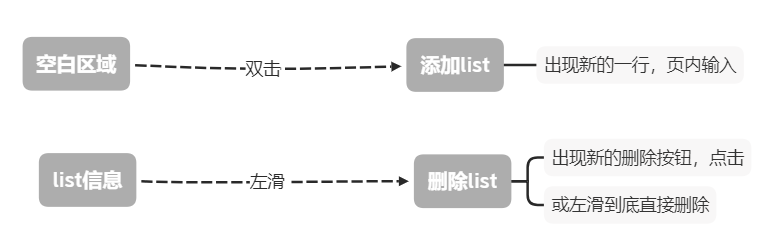 空白区域
双击
添加list
出现新的一行，页内输入
list信息
左滑
删除list
出现新的删除按钮，点击
或左滑到底直接删除